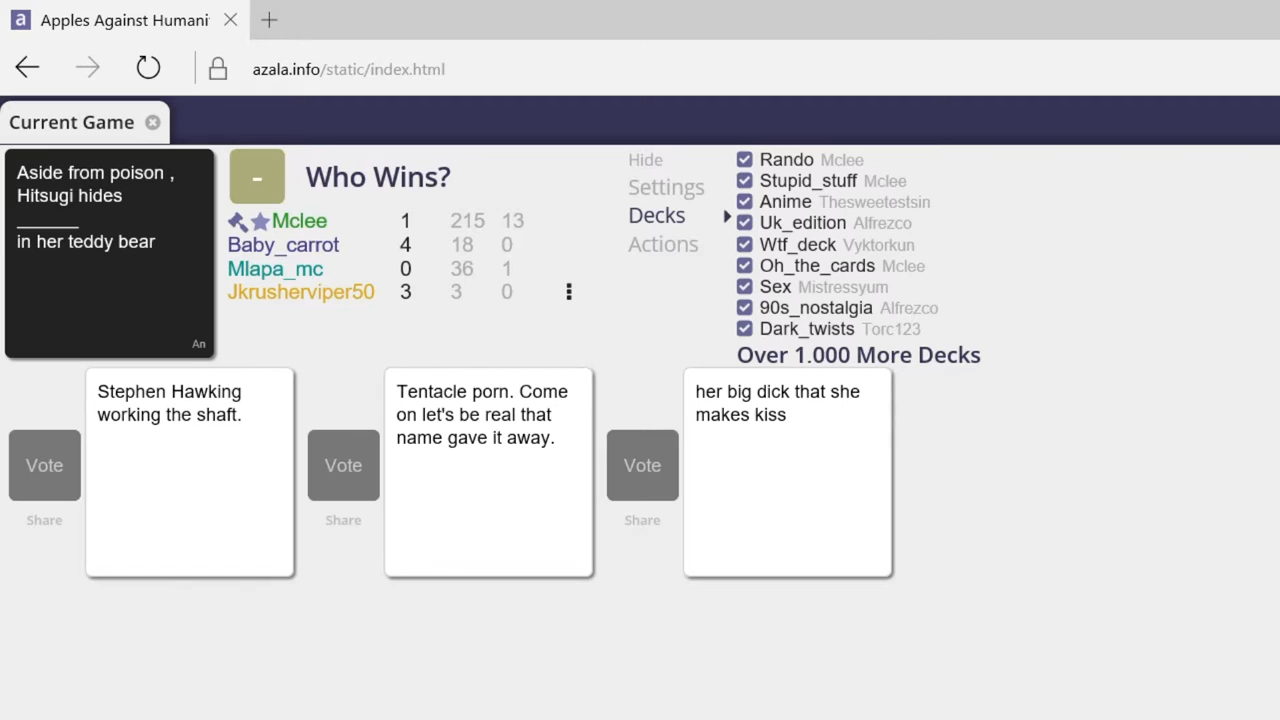 a Apples Against Humani
azala.info/static/index.html
Current Game
Aside from poison ,
Hitsugi hides
______
in her teddy bear
An
-
Who Wins?
Mclee 1 215 13
Baby_carrot 4 18 0
Mlapa_mc 0 36 1
Jkrusherviper50 3 3 0
Hide
Settings
Decks
Actions
Rando Mclee
Stupid_stuff Mclee
Anime Thesweetestsin
Uk_edition Alfrezco
Wtf_deck Vyktorkun
Oh_the_cards Mclee
Sex Mistressyum
90s_nostalgia Alfrezco
Dark_twists Torc123
Over 1,000 More Decks
Vote
Share
Stephen Hawking
working the shaft.
Vote
Share
Tentacle porn. Come
on let's be real that
name gave it away.
Vote
Share
her big dick that she
makes kiss